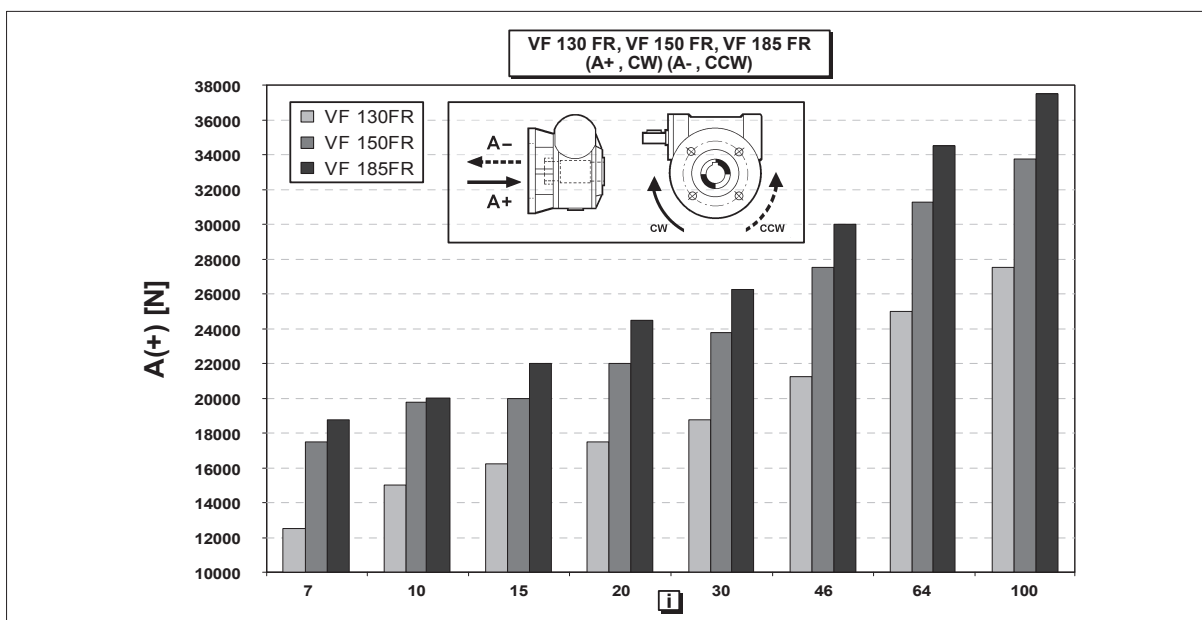 VF 130 FR, VF 150 FR, VF 185 FR
(A+ , CW) (A- , CCW)
38000
36000
34000
32000
30000
28000
26000
24000
22000
20000
18000
16000
14000
12000
10000
A(+) [N]
VF 130FR
VF 150FR
VF 185FR
A–
A+
CW
CCW
7 10 15 20 30 46 64 100
i